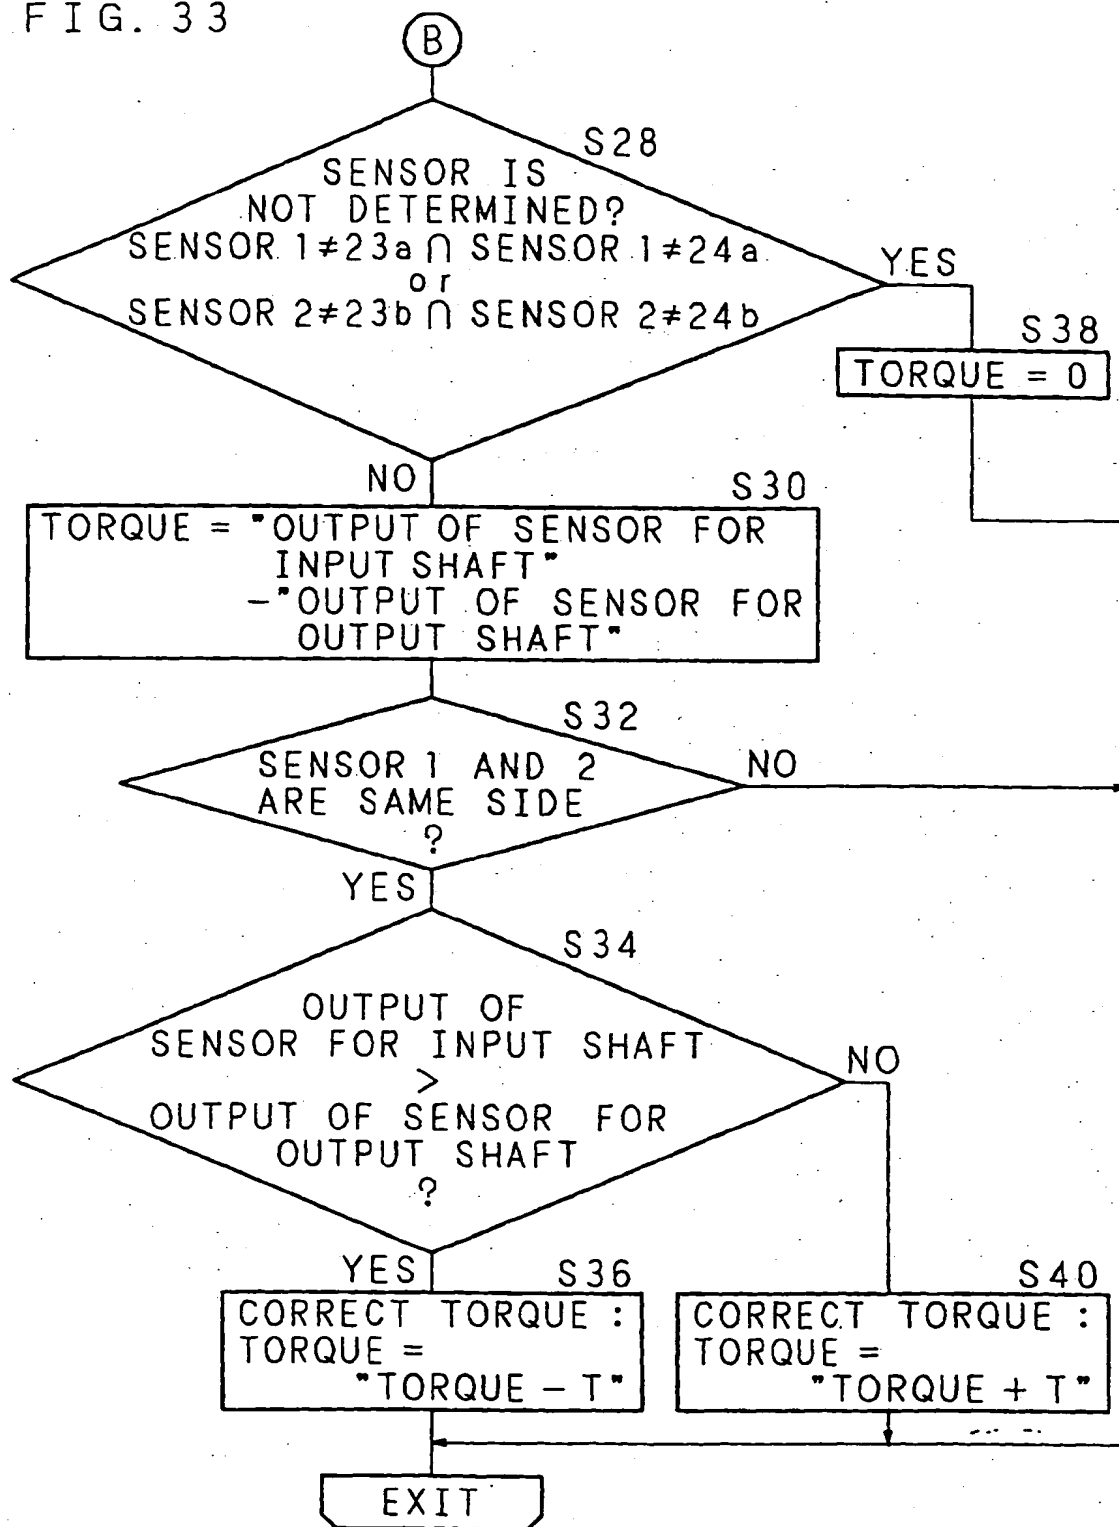 FIG. 33
B
S28
SENSOR IS
NOT DETERMINED?
SENSOR 1≠23a ∩ SENSOR 1≠24a
or
SENSOR 2≠23b ∩ SENSOR 2≠24b
YES
S38
TORQUE = 0
NO
S30
TORQUE = "OUTPUT OF SENSOR FOR
INPUT SHAFT"
-"OUTPUT OF SENSOR FOR
OUTPUT SHAFT"
S32
SENSOR 1 AND 2
ARE SAME SIDE
?
NO
YES
S34
OUTPUT OF
SENSOR FOR INPUT SHAFT
>
OUTPUT OF SENSOR FOR
OUTPUT SHAFT
?
NO
YES
S36
CORRECT TORQUE :
TORQUE =
"TORQUE - T"
S40
CORRECT TORQUE :
TORQUE =
"TORQUE + T"
EXIT